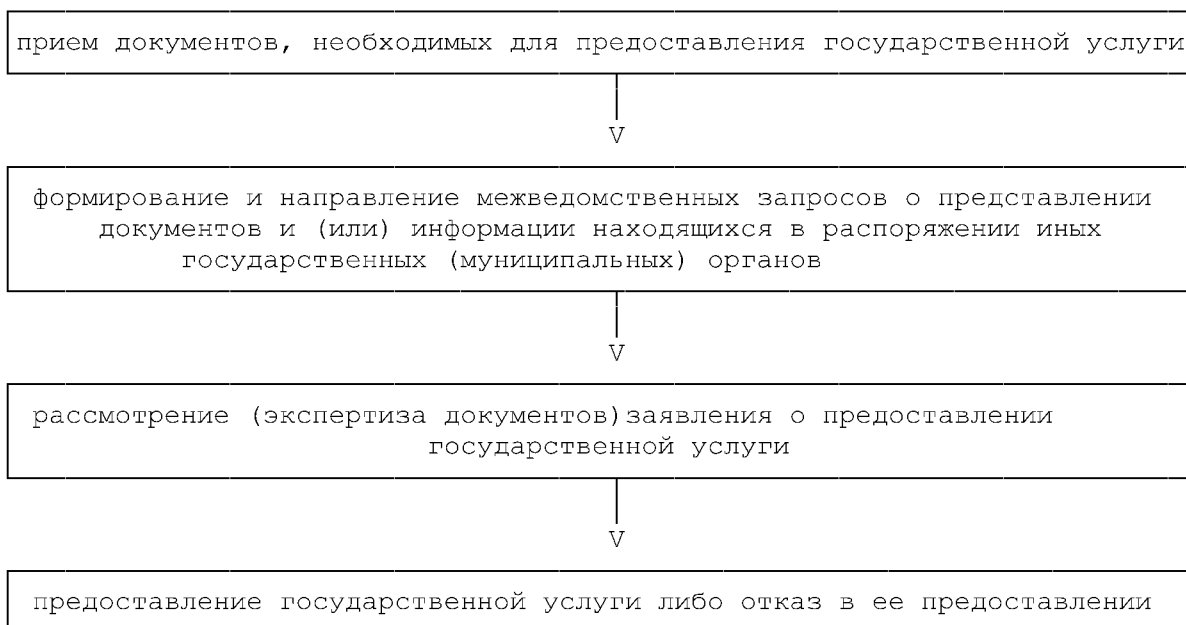 прием документов, необходимых для предоставления государственной услуги
V
формирование и направление межведомственных запросов о представлении
документов и (или) информации находящихся в распоряжении иных
государственных (муниципальных) органов
V
рассмотрение (экспертиза документов)заявления о предоставлении
государственной услуги
V
предоставление государственной услуги либо отказ в ее предоставлении